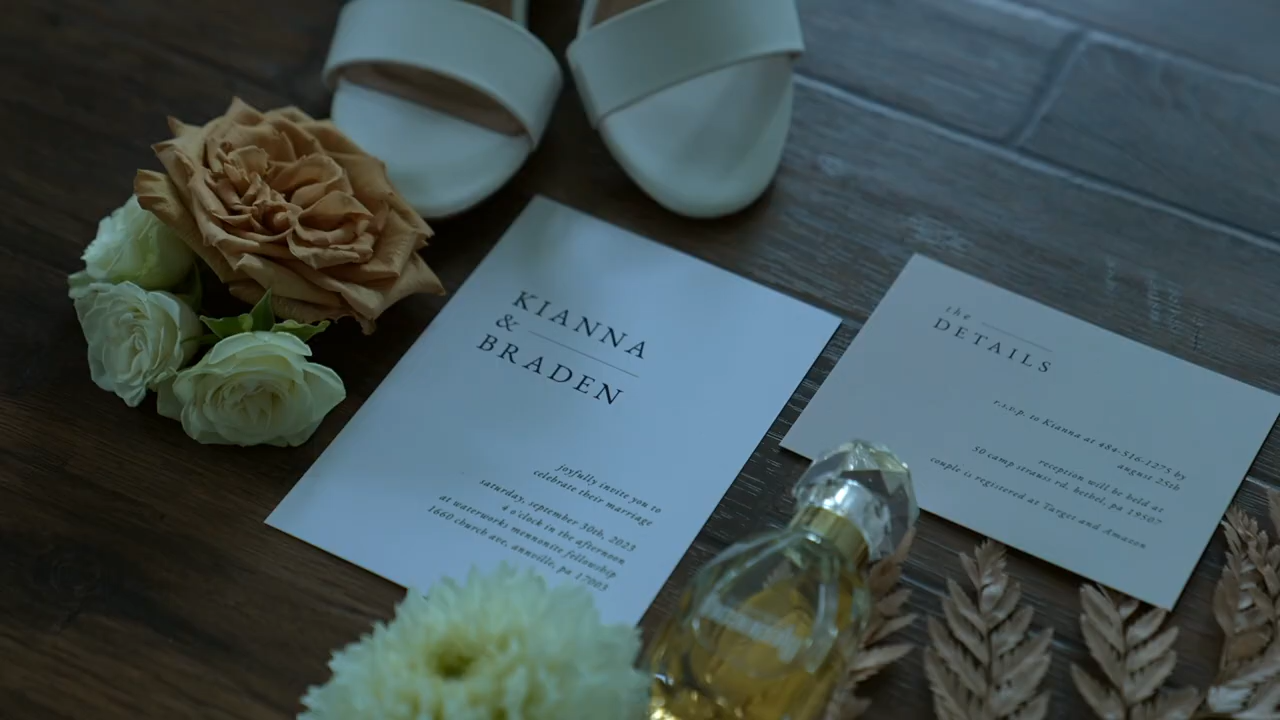 KIANNA
&
BRADEN
joyfully invite you to
celebrate their marriage
saturday, september 30th, 2023
4 o'clock in the afternoon
at waterworks mennonite fellowship
1660 church ave, annville, pa 17003
the
DETAILS
r.s.v.p. to Kianna at 484-516-1275 by
august 25th
reception will be held at
50 camp strauss rd, bethel, pa 19507
couple is registered at Target and Amazon